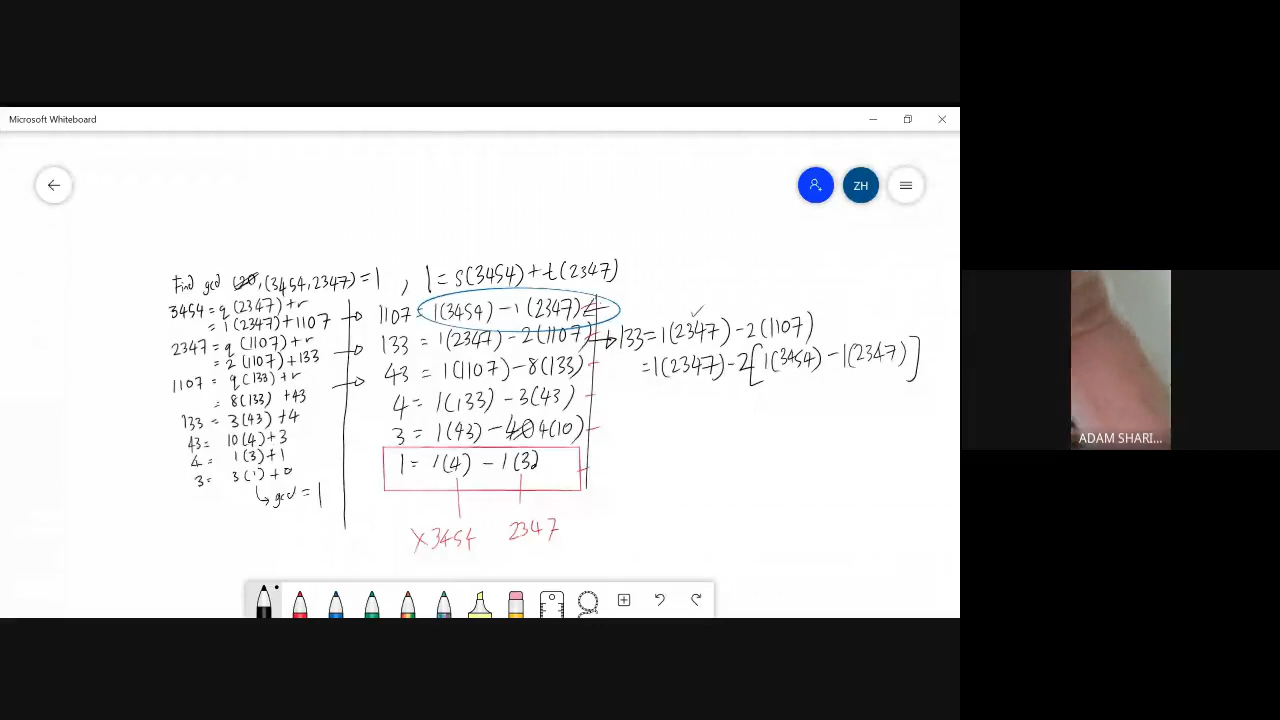 Microsoft Whiteboard
ZH
Find gcd (3454, 2347) = 1 , 1 = s(3454) + t(2347)
3454 = q(2347) + r
= 1(2347) + 1107
2347 = q(1107) + r
= 2(1107) + 133
1107 = q(133) + r
= 8(133) + 43
133 = 3(43) + 4
43 = 10(4) + 3
4 = 1(3) + 1
3 = 3(1) + 0
↳ gcd = 1
→ 1107 = 1(3454) - 1(2347)
→ 133 = 1(2347) - 2(1107)
→ 43 = 1(1107) - 8(133)
4 = 1(133) - 3(43)
3 = 1(43) - 4(10)
1 = 1(4) - 1(3)
X3454 2347
→ 133 = 1(2347) - 2(1107)
= 1(2347) - 2[1(3454) - 1(2347)]
ADAM SHARI...